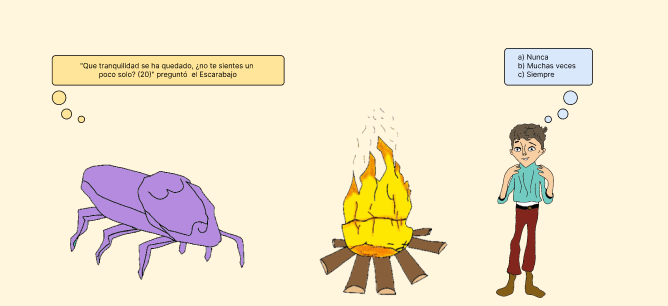 "Que tranquilidad se ha quedado, ¿no te sientes un
poco solo? (20)" preguntó el Escarabajo
a) Nunca
b) Muchas veces
c) Siempre